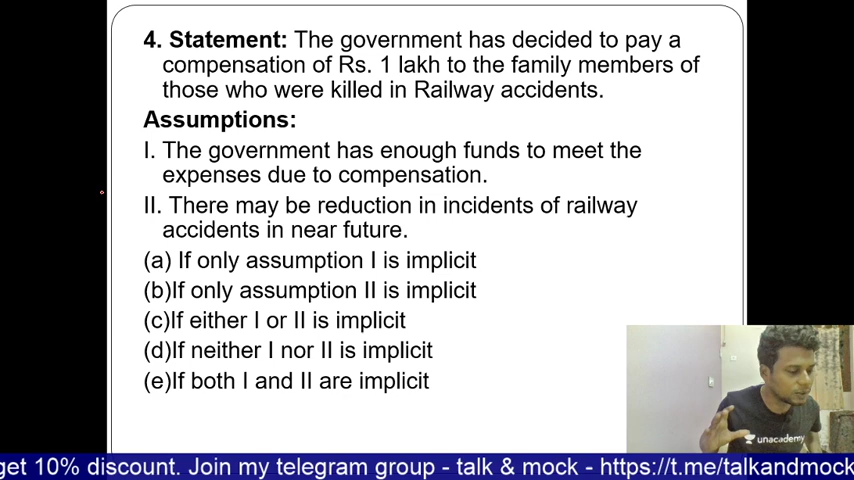 4. Statement: The government has decided to pay a
compensation of Rs. 1 lakh to the family members of
those who were killed in Railway accidents.
Assumptions:
I. The government has enough funds to meet the
expenses due to compensation.
II. There may be reduction in incidents of railway
accidents in near future.
(a) If only assumption I is implicit
(b)If only assumption II is implicit
(c)If either I or II is implicit
(d)If neither I nor II is implicit
(e)If both I and II are implicit
unacademy
get 10% discount. Join my telegram group - talk & mock - https://t.me/talkandmock